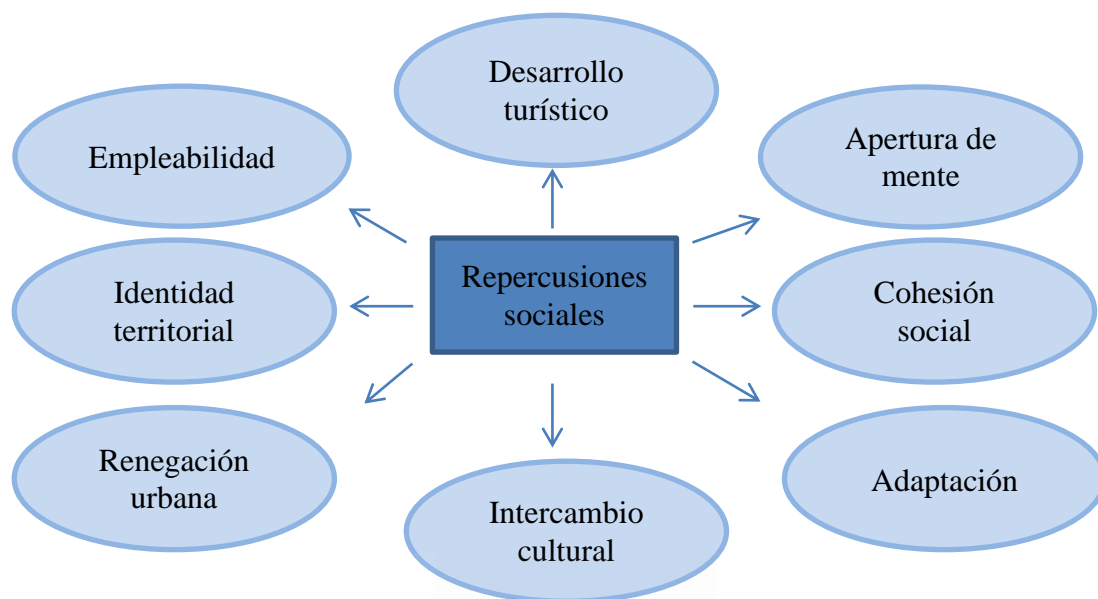 Desarrollo
turístico
Empleabilidad
Apertura de
mente
Repercusiones
sociales
Identidad
territorial
Cohesión
social
Renegación
urbana
Adaptación
Intercambio
cultural